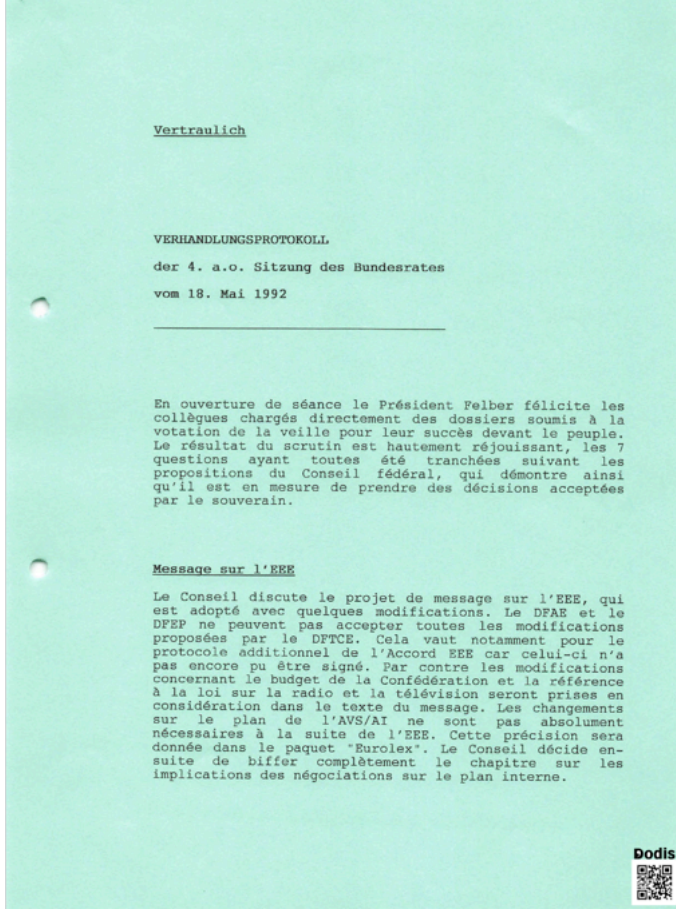 Vertraulich
VERHANDLUNGSPROTOKOLL
der 4. a.o. Sitzung des Bundesrates
vom 18. Mai 1992
En ouverture de séance le Président Felber félicite les
collègues chargés directement des dossiers soumis à la
votation de la veille pour leur succès devant le peuple.
Le résultat du scrutin est hautement réjouissant, les 7
questions ayant toutes été tranchées suivant les
propositions du Conseil fédéral, qui démontre ainsi
qu'il est en mesure de prendre des décisions acceptées
par le souverain.
Message sur l'EEE
Le Conseil discute le projet de message sur l'EEE, qui
est adopté avec quelques modifications. Le DFAE et le
DFEP ne peuvent pas accepter toutes les modifications
proposées par le DFTCE. Cela vaut notamment pour le
protocole additionnel de l'Accord EEE car celui-ci n'a
pas encore pu être signé. Par contre les modifications
concernant le budget de la Confédération et la référence
à la loi sur la radio et la télévision seront prises en
considération dans le texte du message. Les changements
sur le plan de l'AVS/AI ne sont pas absolument
nécessaires à la suite de l'EEE. Cette précision sera
donnée dans le paquet "Eurolex". Le Conseil décide en-
suite de biffer complètement le chapitre sur les
implications des négociations sur le plan interne.
Dodis